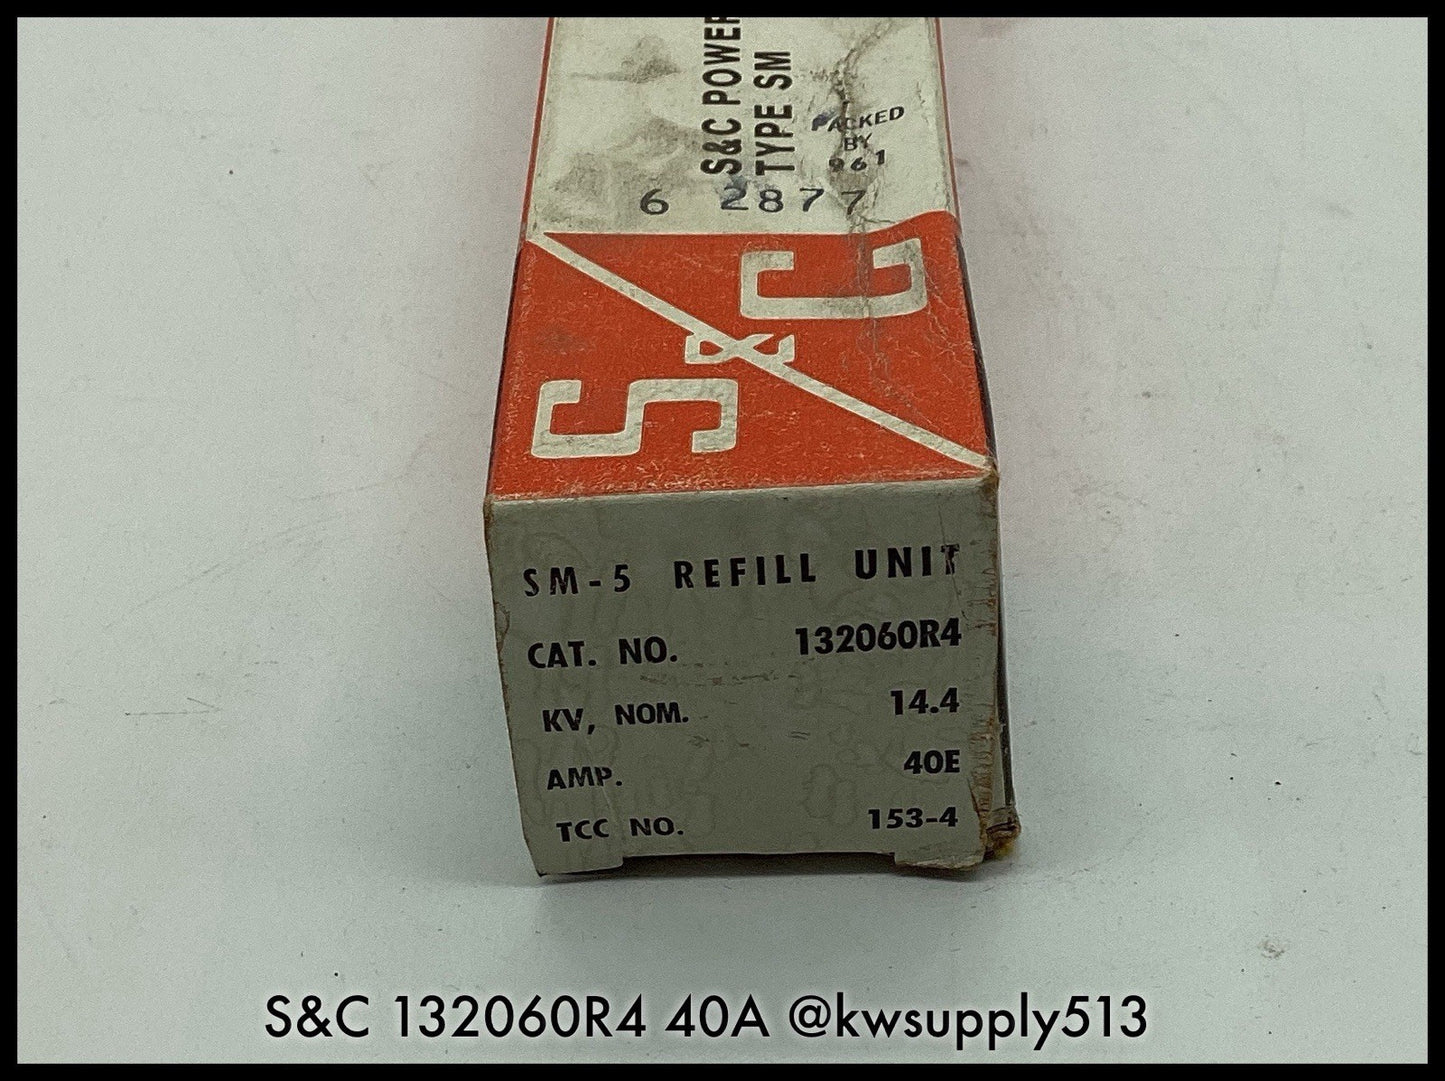 S&C POWER
TYPE SM
PACKED
BY
961
6 2877
S&C
SM-5 REFILL UNIT
CAT. NO. 132060R4
KV, NOM. 14.4
AMP. 40E
TCC NO. 153-4
S&C 132060R4 40A @kwsupply513